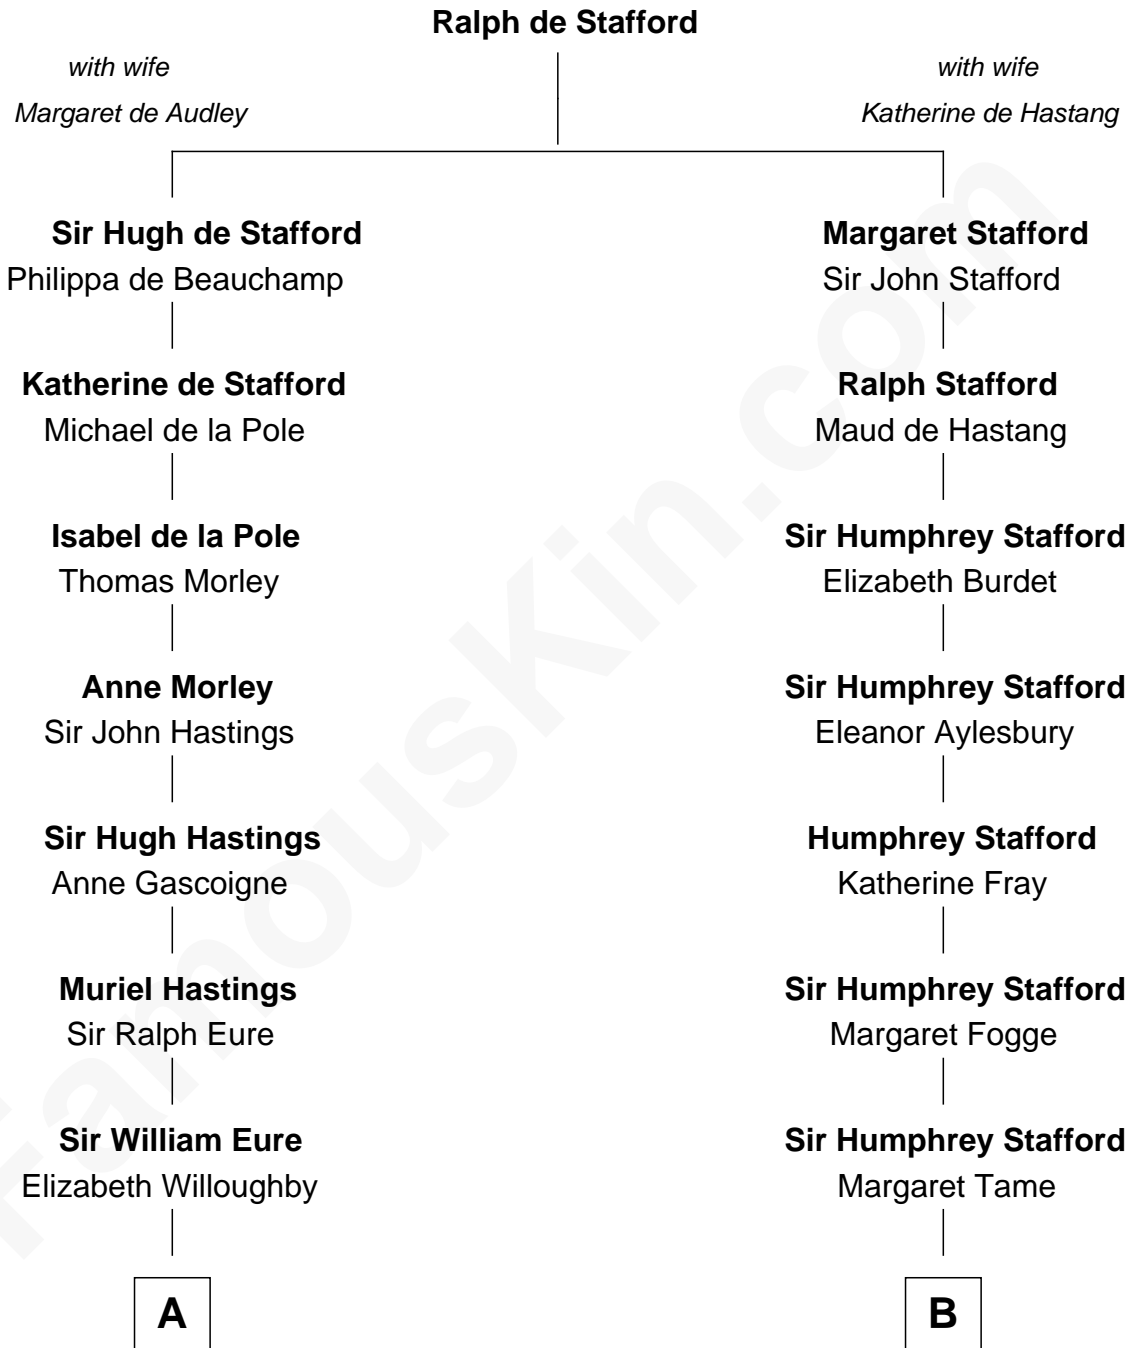 Ralph de Stafford
with wife
Margaret de Audley
with wife
Katherine de Hastang
Sir Hugh de Stafford
Philippa de Beauchamp
Margaret Stafford
Sir John Stafford
Katherine de Stafford
Michael de la Pole
Ralph Stafford
Maud de Hastang
Isabel de la Pole
Thomas Morley
Sir Humphrey Stafford
Elizabeth Burdet
Anne Morley
Sir John Hastings
Sir Humphrey Stafford
Eleanor Aylesbury
Sir Hugh Hastings
Anne Gascoigne
Humphrey Stafford
Katherine Fray
Muriel Hastings
Sir Ralph Eure
Sir Humphrey Stafford
Margaret Fogge
Sir William Eure
Elizabeth Willoughby
Sir Humphrey Stafford
Margaret Tame
A
B
FamousKin.com